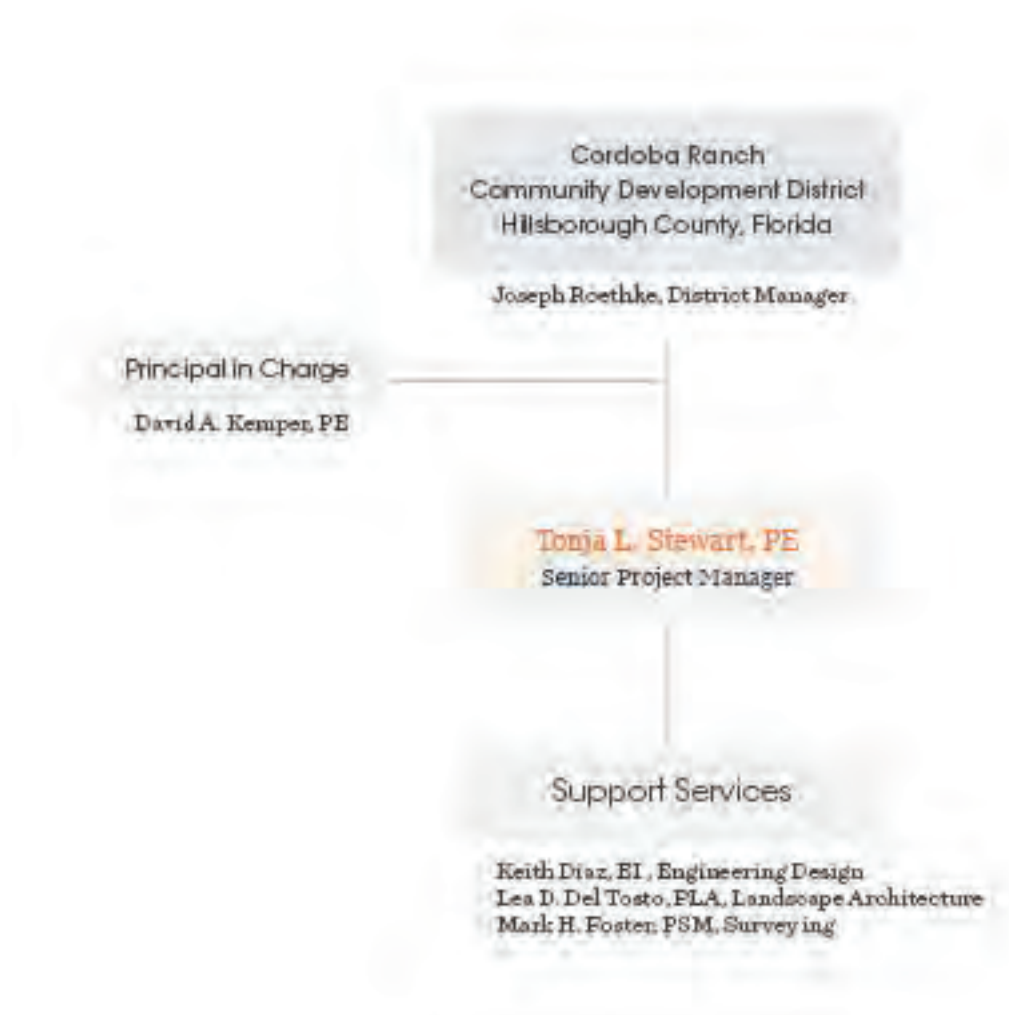 Cordoba Ranch
Community Development District
Hillsborough County, Florida
Joseph Roethke, District Manager
Principal in Charge
David A. Kemper, PE
Tonja L. Stewart, PE
Senior Project Manager
Support Services
Keith Diaz, EI, Engineering Design
Lea D. Del Tosto, PLA, Landscape Architecture
Mark H. Foster, PSM, Surveying